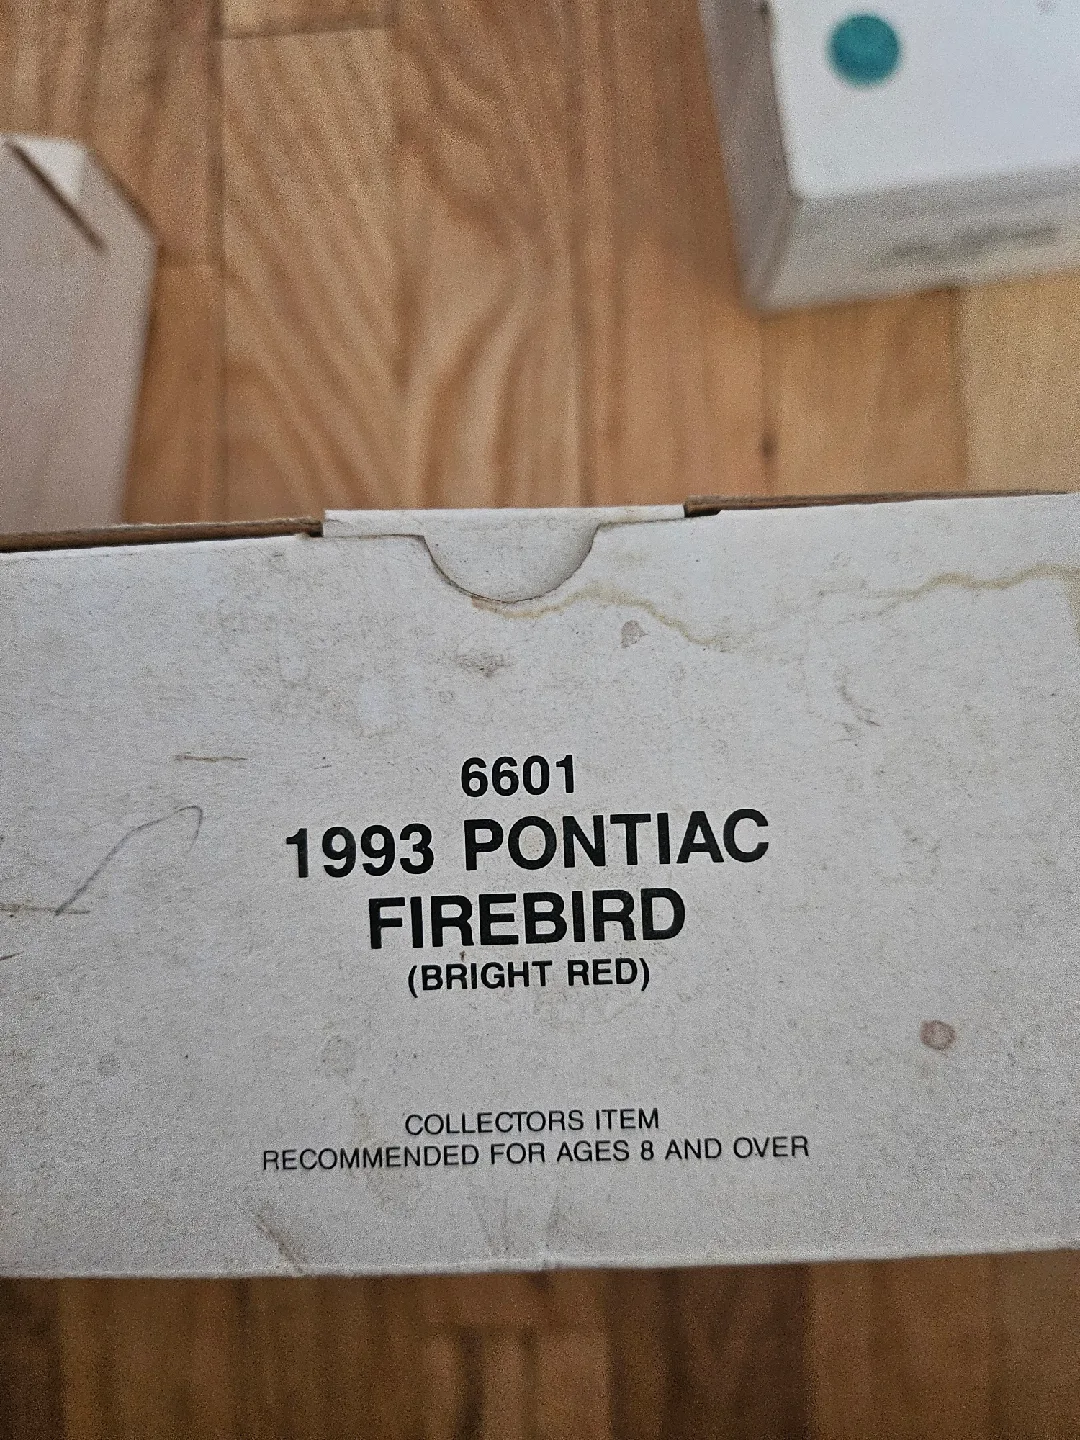 6601
1993 PONTIAC
FIREBIRD
(BRIGHT RED)
COLLECTORS ITEM
RECOMMENDED FOR AGES 8 AND OVER